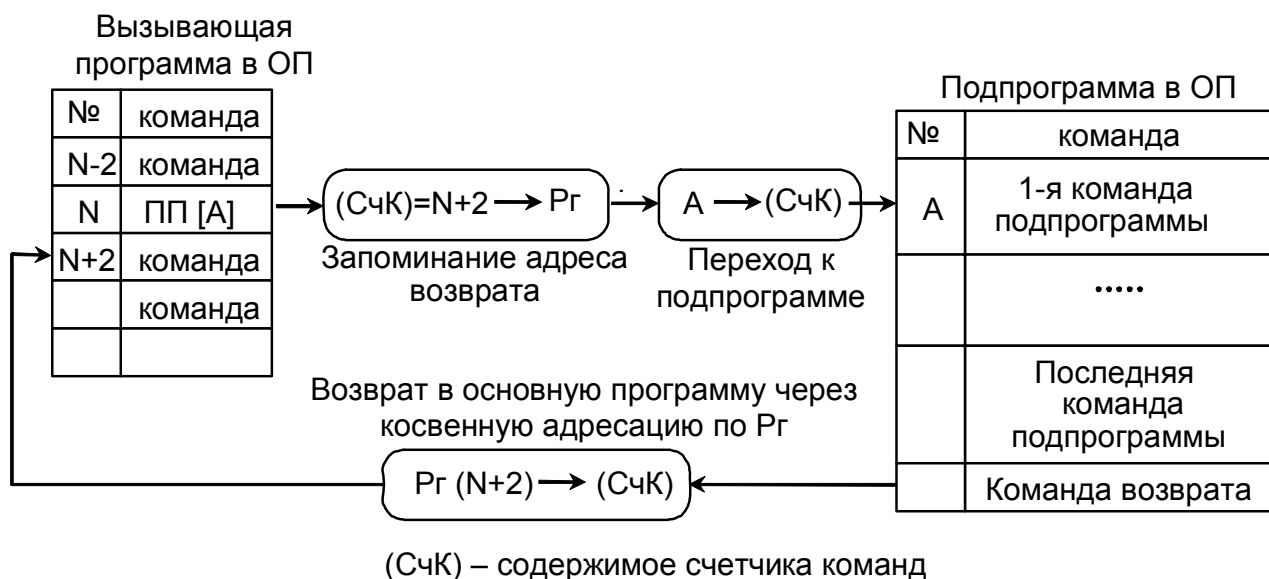 Вызывающая
программа в ОП
№ команда
N-2 команда
N ПП [А]
N+2 команда
команда
(СчК)=N+2 → Рг
Запоминание адреса
возврата
А → (СчК)
Переход к
подпрограмме
Подпрограмма в ОП
№ команда
А 1-я команда
подпрограммы
.....
Последняя
команда
подпрограммы
Команда возврата
Возврат в основную программу через
косвенную адресацию по Рг
Рг (N+2) → (СчК)
(СчК) – содержимое счетчика команд